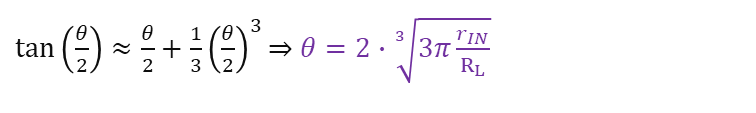 tan (θ/2) ≈ θ/2 + 1/3 (θ/2)³ ⇒ θ = 2 · ∛(3π r_IN/R_L)